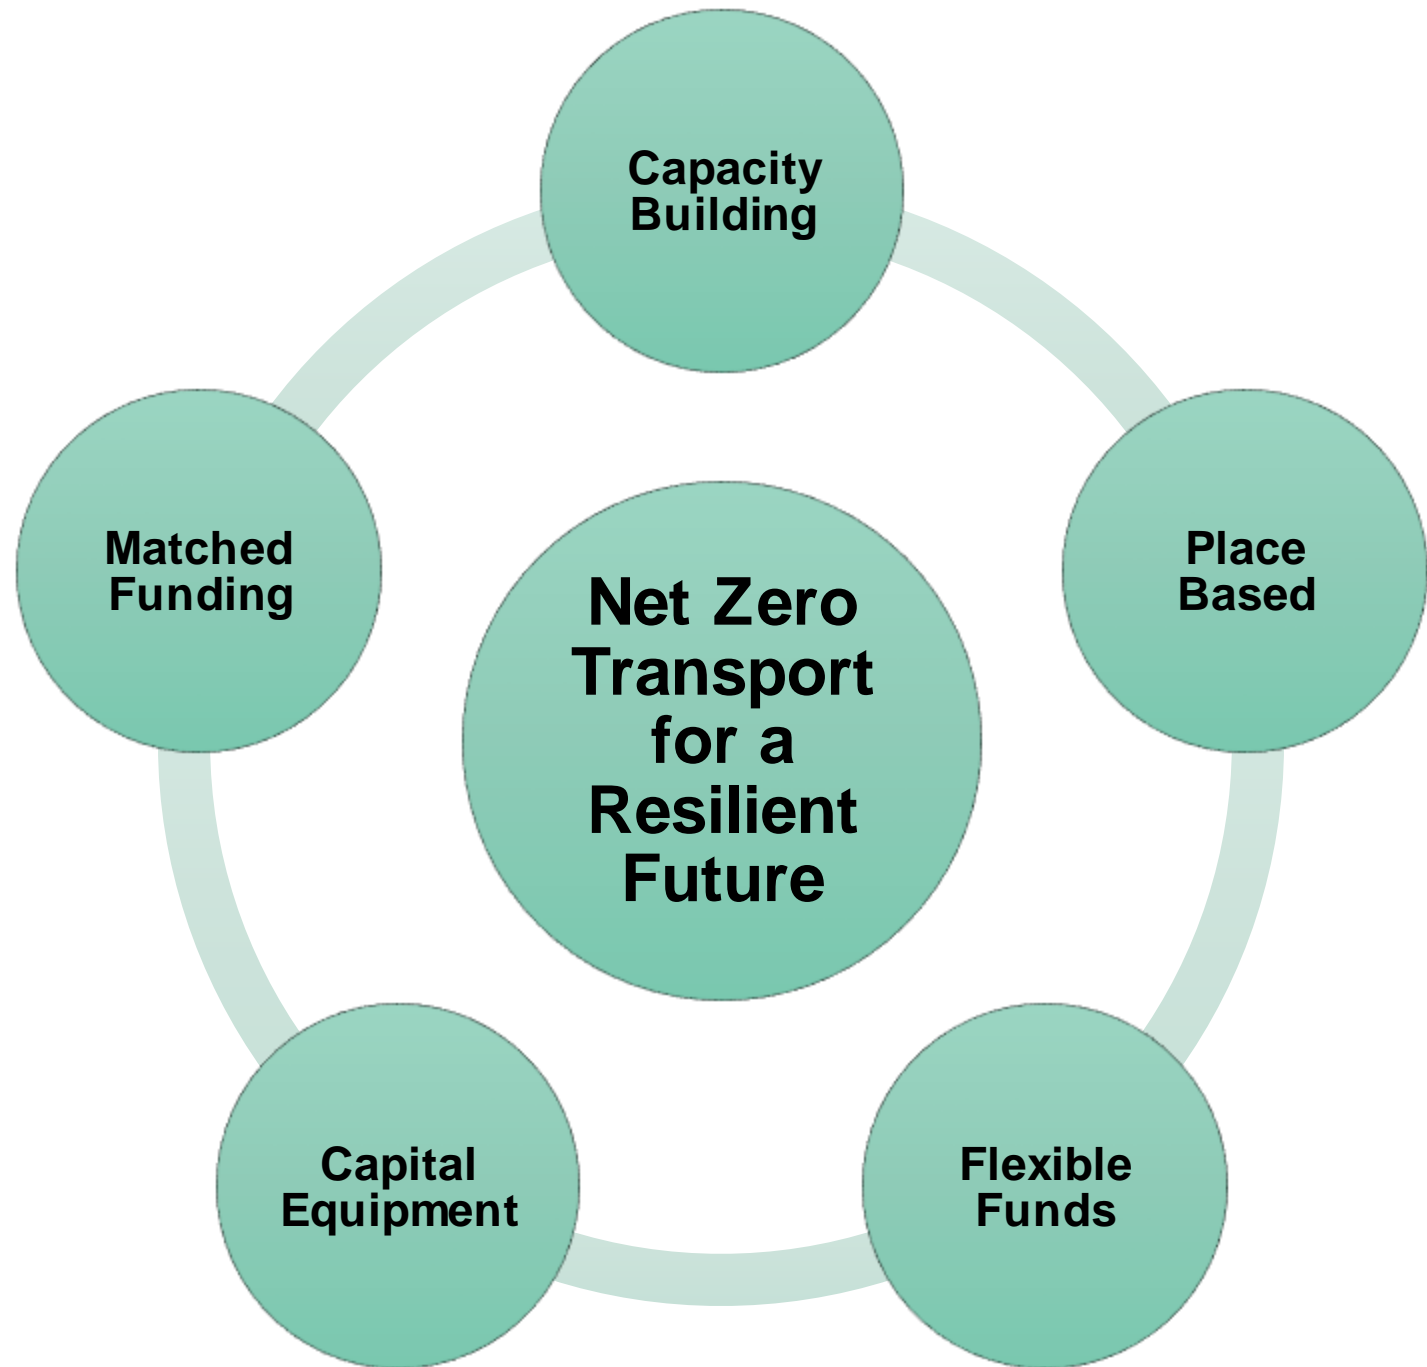 Capacity
Building
Matched
Funding
Place
Based
Net Zero
Transport
for a
Resilient
Future
Capital
Equipment
Flexible
Funds